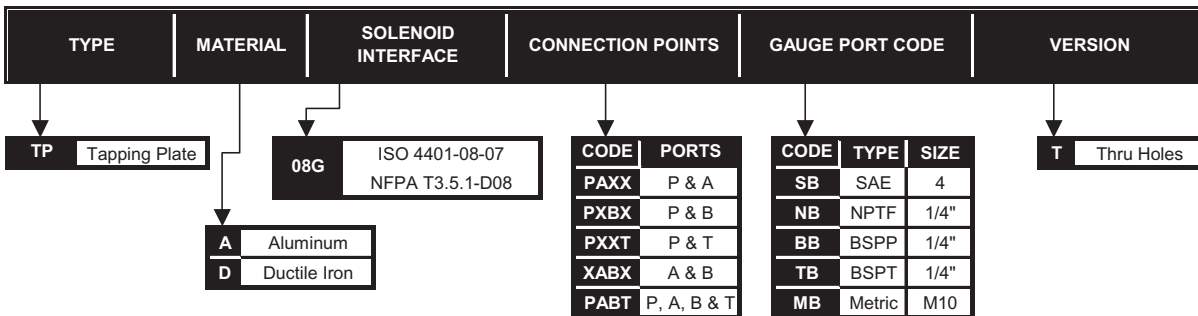 TYPE
MATERIAL
SOLENOID
INTERFACE
CONNECTION POINTS
GAUGE PORT CODE
VERSION
TP Tapping Plate
A Aluminum
D Ductile Iron
08G
ISO 4401-08-07
NFPA T3.5.1-D08
CODE PORTS
PAXX P & A
PXBX P & B
PXXT P & T
XABX A & B
PABT P, A, B & T
CODE TYPE SIZE
SB SAE 4
NB NPTF 1/4"
BB BSPP 1/4"
TB BSPT 1/4"
MB Metric M10
T Thru Holes